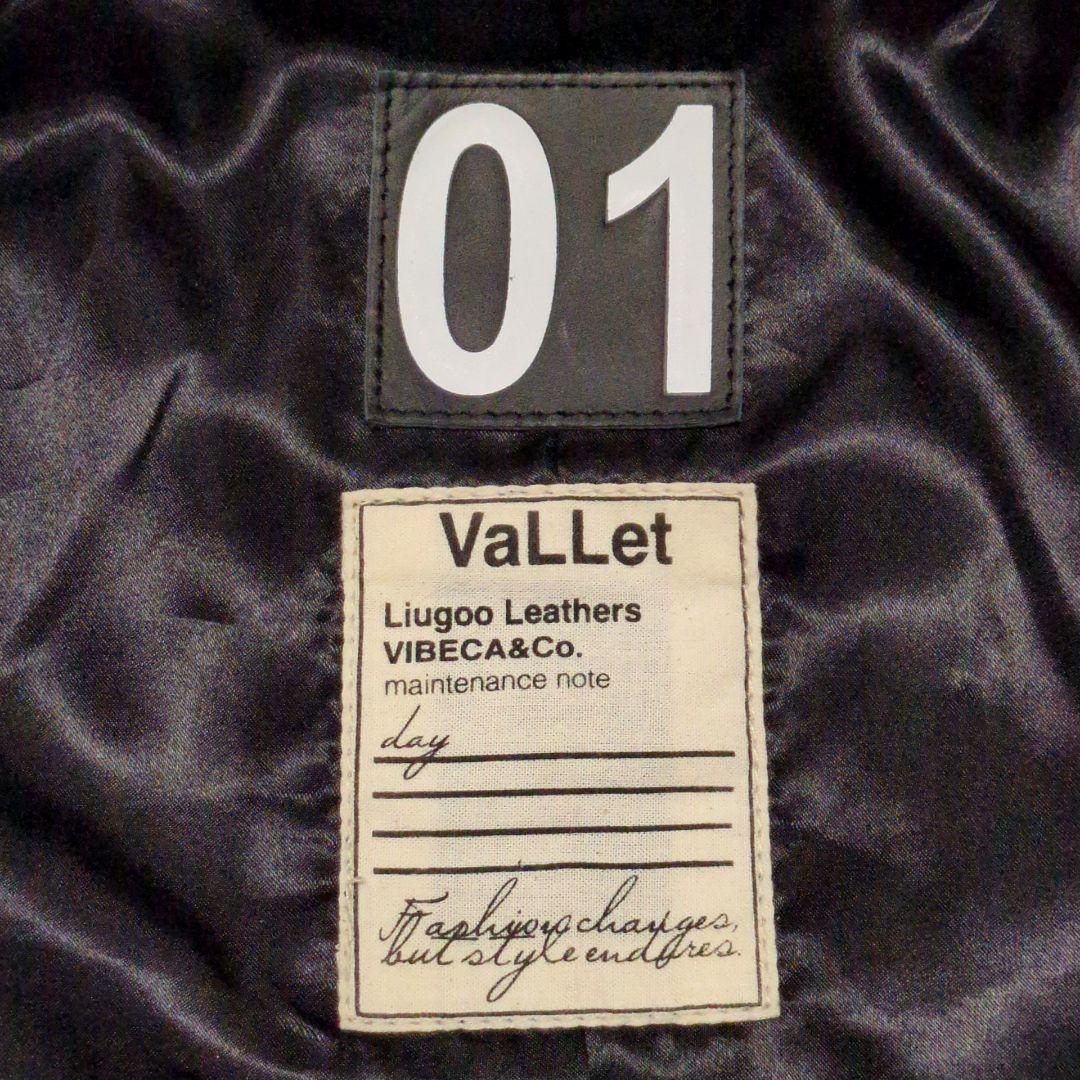 01
VaLLet
Liugoo Leathers
VIBECA&Co.
maintenance note
day
Fashion changes,
but style endures.